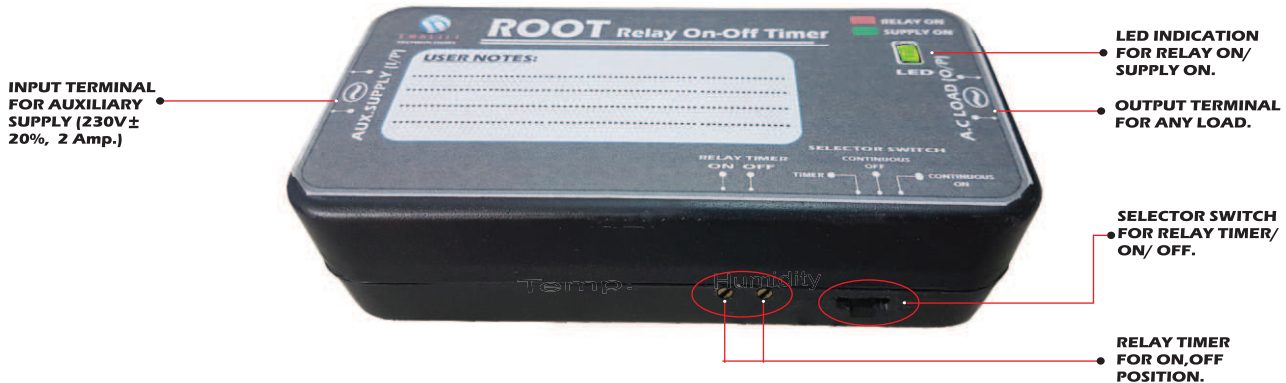 ROOT Relay On-Off Timer
RELAY ON
SUPPLY ON
USER NOTES:
LED
AUX.SUPPLY (I/P)
A.C LOAD (O/P)
RELAY TIMER
ON OFF
SELECTOR SWITCH
TIMER
CONTINUOUS
OFF
CONTINUOUS
ON
Temp.
Humidity
INPUT TERMINAL
FOR AUXILIARY
SUPPLY (230V±
20%, 2 Amp.)
LED INDICATION
FOR RELAY ON/
SUPPLY ON.
OUTPUT TERMINAL
FOR ANY LOAD.
SELECTOR SWITCH
FOR RELAY TIMER/
ON/ OFF.
RELAY TIMER
FOR ON,OFF
POSITION.